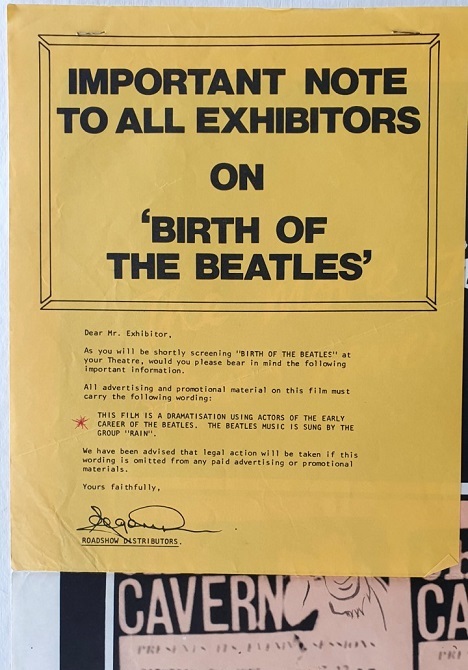 IMPORTANT NOTE
TO ALL EXHIBITORS
ON
'BIRTH OF
THE BEATLES'
Dear Mr. Exhibitor,
As you will be shortly screening "BIRTH OF THE BEATLES" at
your Theatre, would you please bear in mind the following
important information.
All advertising and promotional material on this film must
carry the following wording:
THIS FILM IS A DRAMATISATION USING ACTORS OF THE EARLY
CAREER OF THE BEATLES. THE BEATLES MUSIC IS SUNG BY THE
GROUP "RAIN".
We have been advised that legal action will be taken if this
wording is omitted from any paid advertising or promotional
materials.
Yours faithfully,
ROADSHOW DISTRIBUTORS.
CAVERN
CA
PRESENTS ITS EVENING SESSION